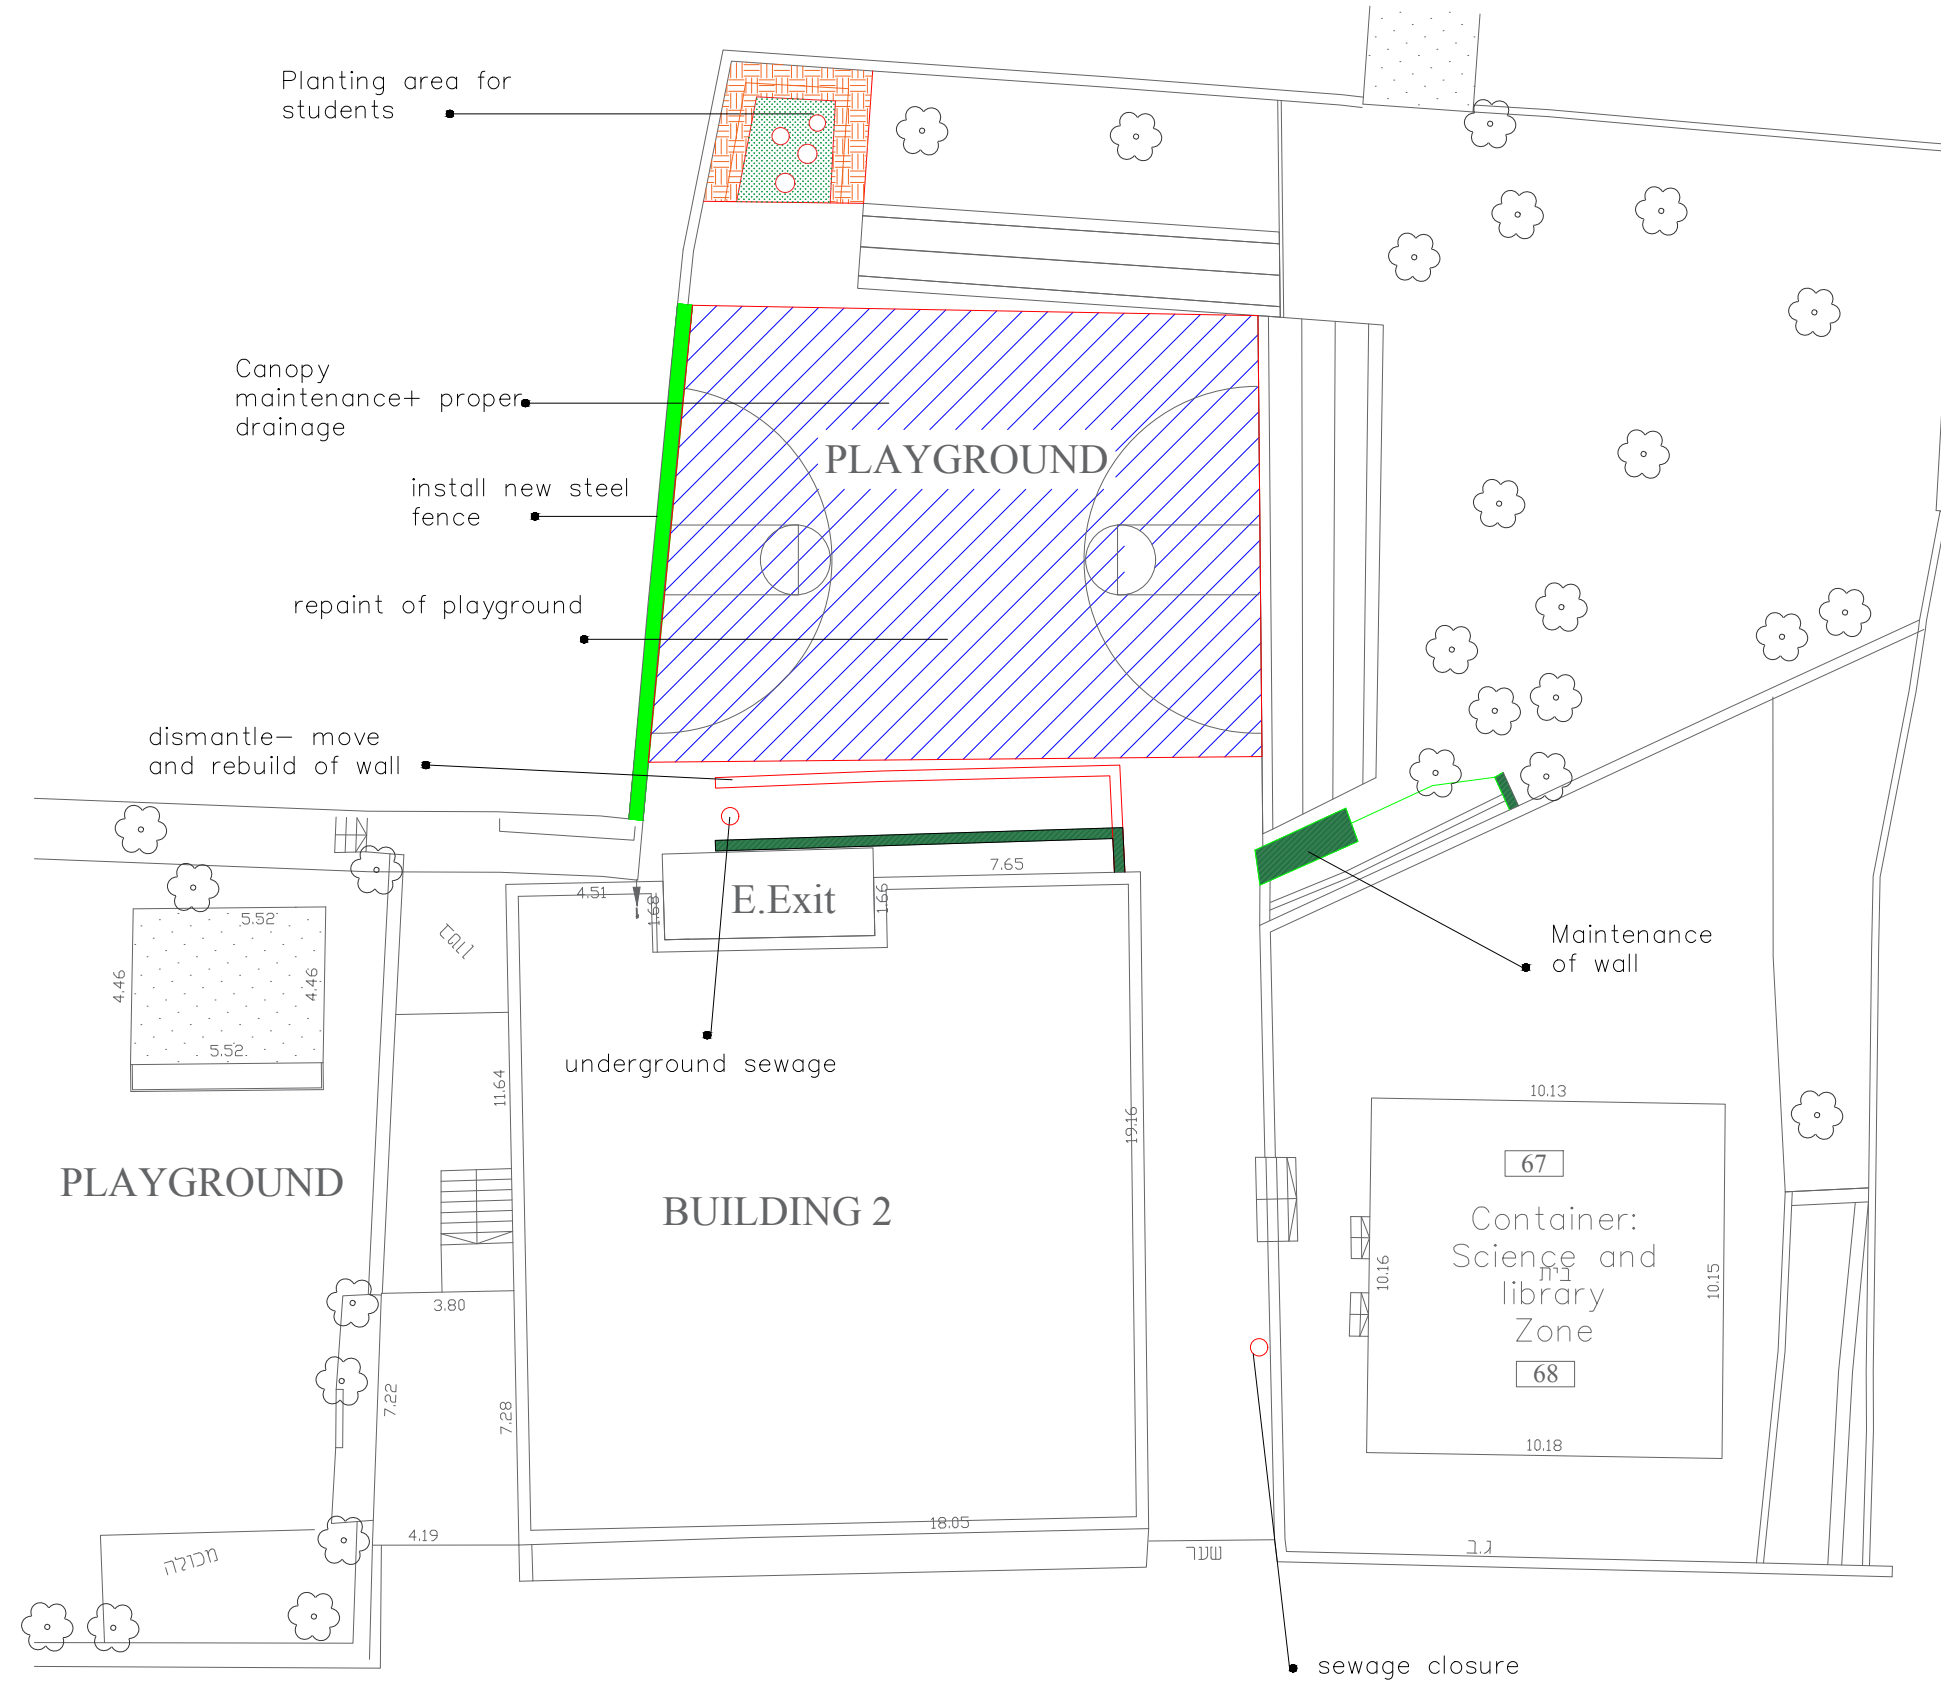 Planting area for
students
Canopy
maintenance+ proper
drainage
PLAYGROUND
install new steel
fence
repaint of playground
dismantle– move
and rebuild of wall
7.65
4.51
1.68
E.Exit
1.66
5.52
4.46
4.46
5.52
Maintenance
of wall
underground sewage
11.64
19.16
10.13
67
PLAYGROUND
BUILDING 2
Container:
Science and
בית
library
Zone
10.16
10.15
3.80
68
7.22
7.28
10.18
18.05
4.19
מכולה
שער
ג.ב
sewage closure